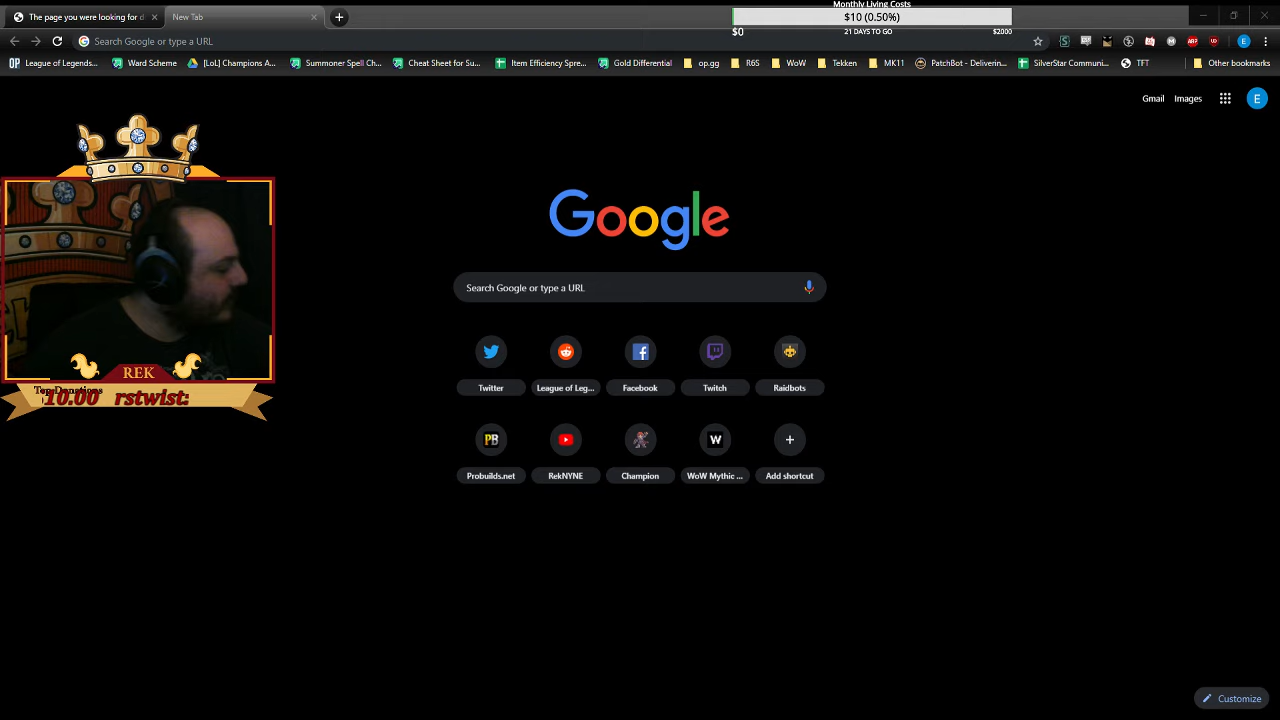 The page you were looking for d
New Tab
Monthly Living Costs
$10 (0.50%)
$0
21 DAYS TO GO
$2000
Search Google or type a URL
League of Legends...
Ward Scheme
[LoL] Champions A...
Summoner Spell Ch...
Cheat Sheet for Su...
Item Efficiency Spre...
Gold Differential
op.gg
R6S
WoW
Tekken
MK11
PatchBot - Deliverin...
SilverStar Communi...
TFT
Other bookmarks
Gmail
Images
E
Google
Search Google or type a URL
Twitter
League of Leg...
Facebook
Twitch
Raidbots
Probuilds.net
RekNYNE
Champion
WoW Mythic ...
Add shortcut
REK
Top Donations
10.00 rstwist:
Customize